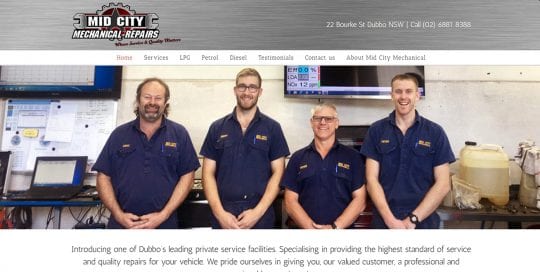 MID CITY
MECHANICAL REPAIRS
Where Service & Quality Matters
22 Bourke St Dubbo NSW | Call (02) 6881 8388
Home Services LPG Petrol Diesel Testimonials Contact us About Mid City Mechanical
Introducing one of Dubbo's leading private service facilities. Specialising in providing the highest standard of service
and quality repairs for your vehicle. We pride ourselves in giving you, our valued customer, a professional and